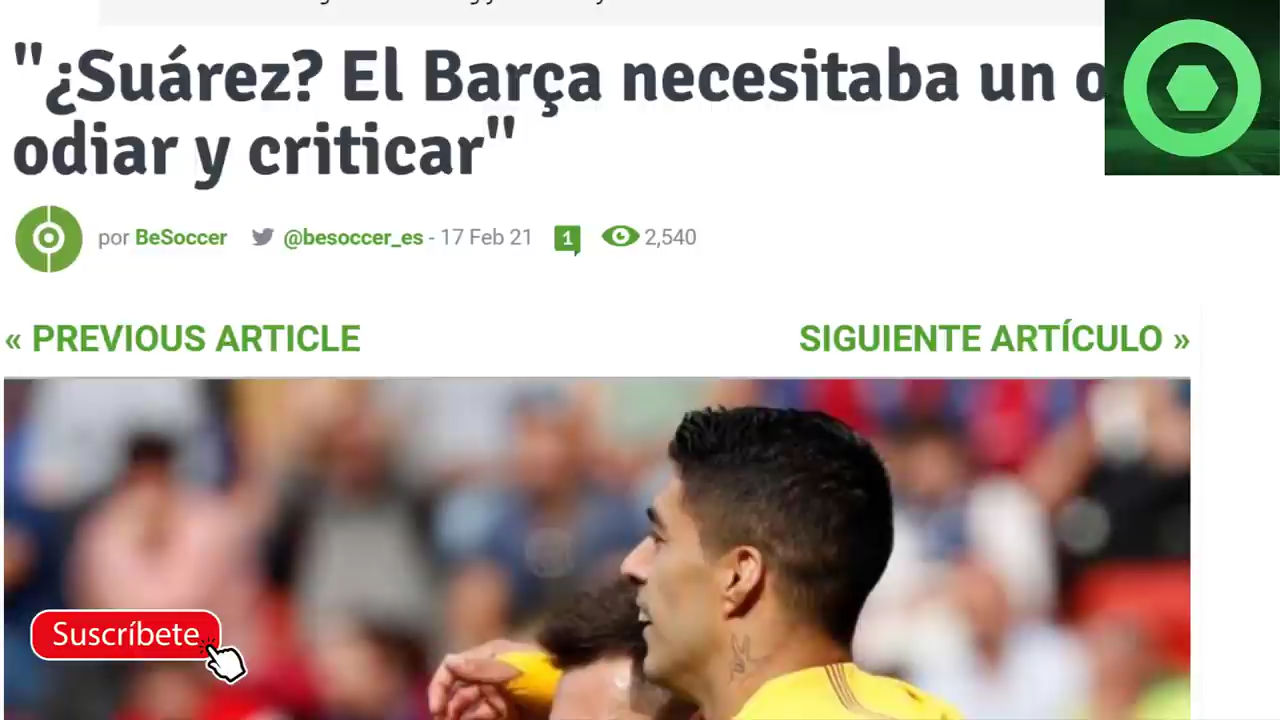 "¿Suárez? El Barça necesitaba un
odiar y criticar"
por BeSoccer @besoccer_es - 17 Feb 21 1 2,540
« PREVIOUS ARTICLE SIGUIENTE ARTÍCULO »
Suscríbete